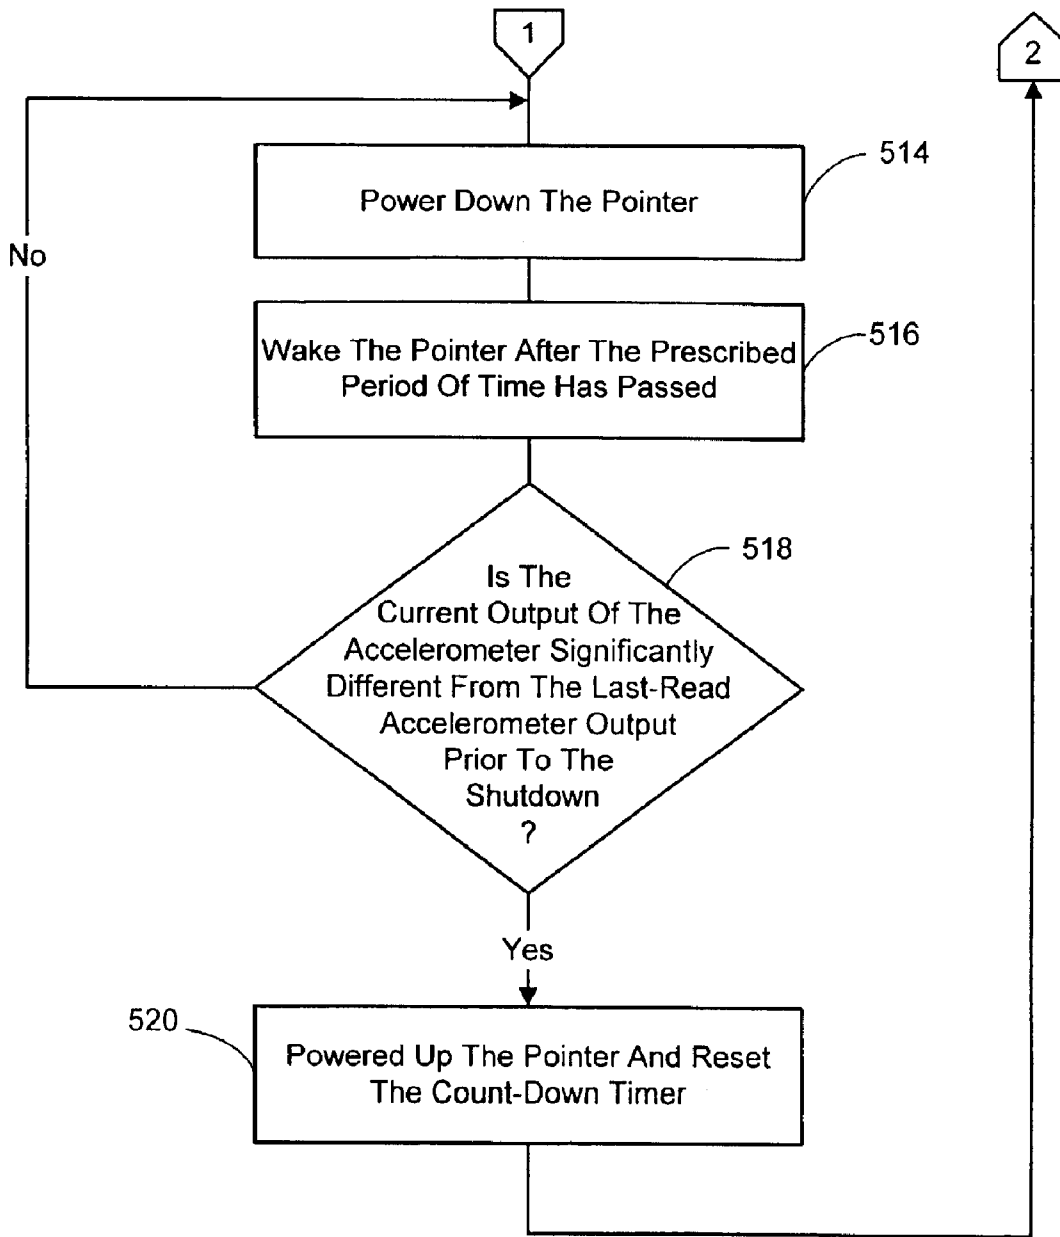 1
2
514
Power Down The Pointer
No
516
Wake The Pointer After The Prescribed
Period Of Time Has Passed
518
Is The
Current Output Of The
Accelerometer Significantly
Different From The Last-Read
Accelerometer Output
Prior To The
Shutdown
?
Yes
520
Powered Up The Pointer And Reset
The Count-Down Timer